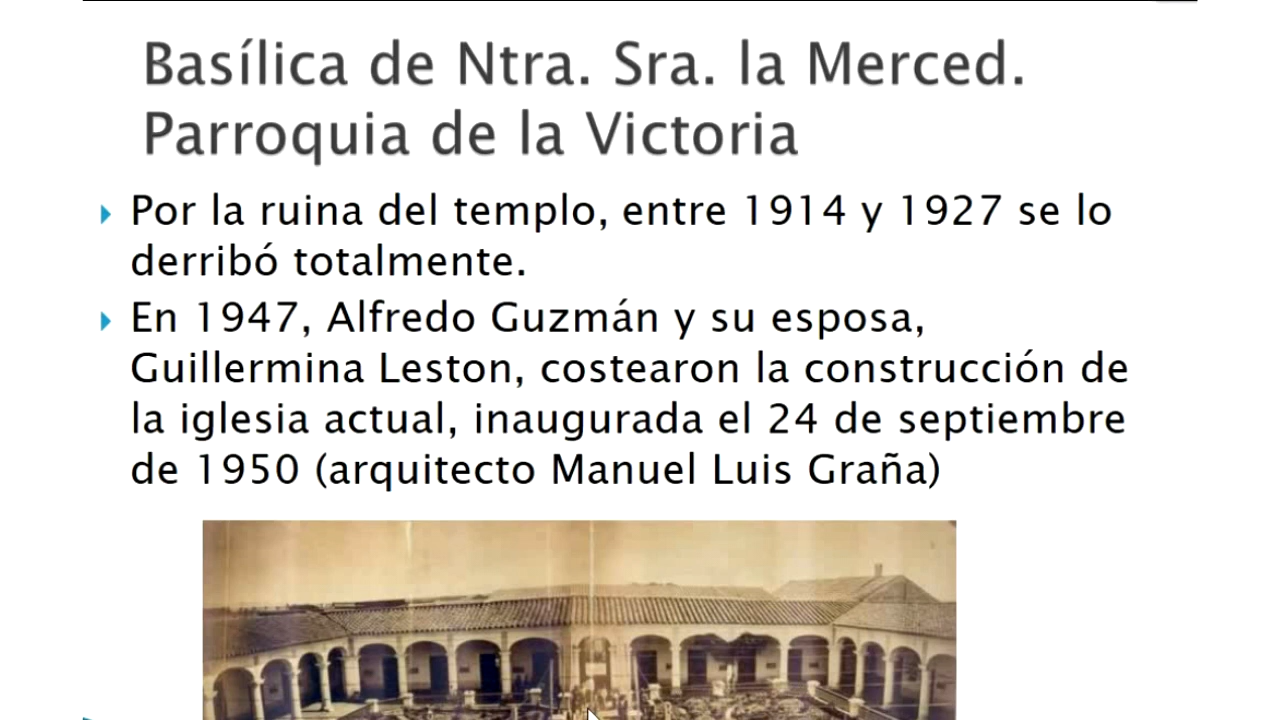 Basílica de Ntra. Sra. la Merced.
Parroquia de la Victoria
Por la ruina del templo, entre 1914 y 1927 se lo
derribó totalmente.
En 1947, Alfredo Guzmán y su esposa,
Guillermina Leston, costearon la construcción de
la iglesia actual, inaugurada el 24 de septiembre
de 1950 (arquitecto Manuel Luis Graña)